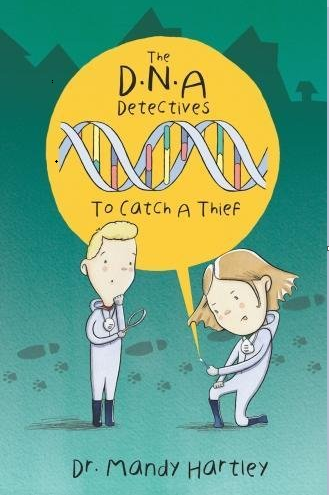 The
D.N.A
Detectives
To Catch A Thief
Dr. Mandy Hartley